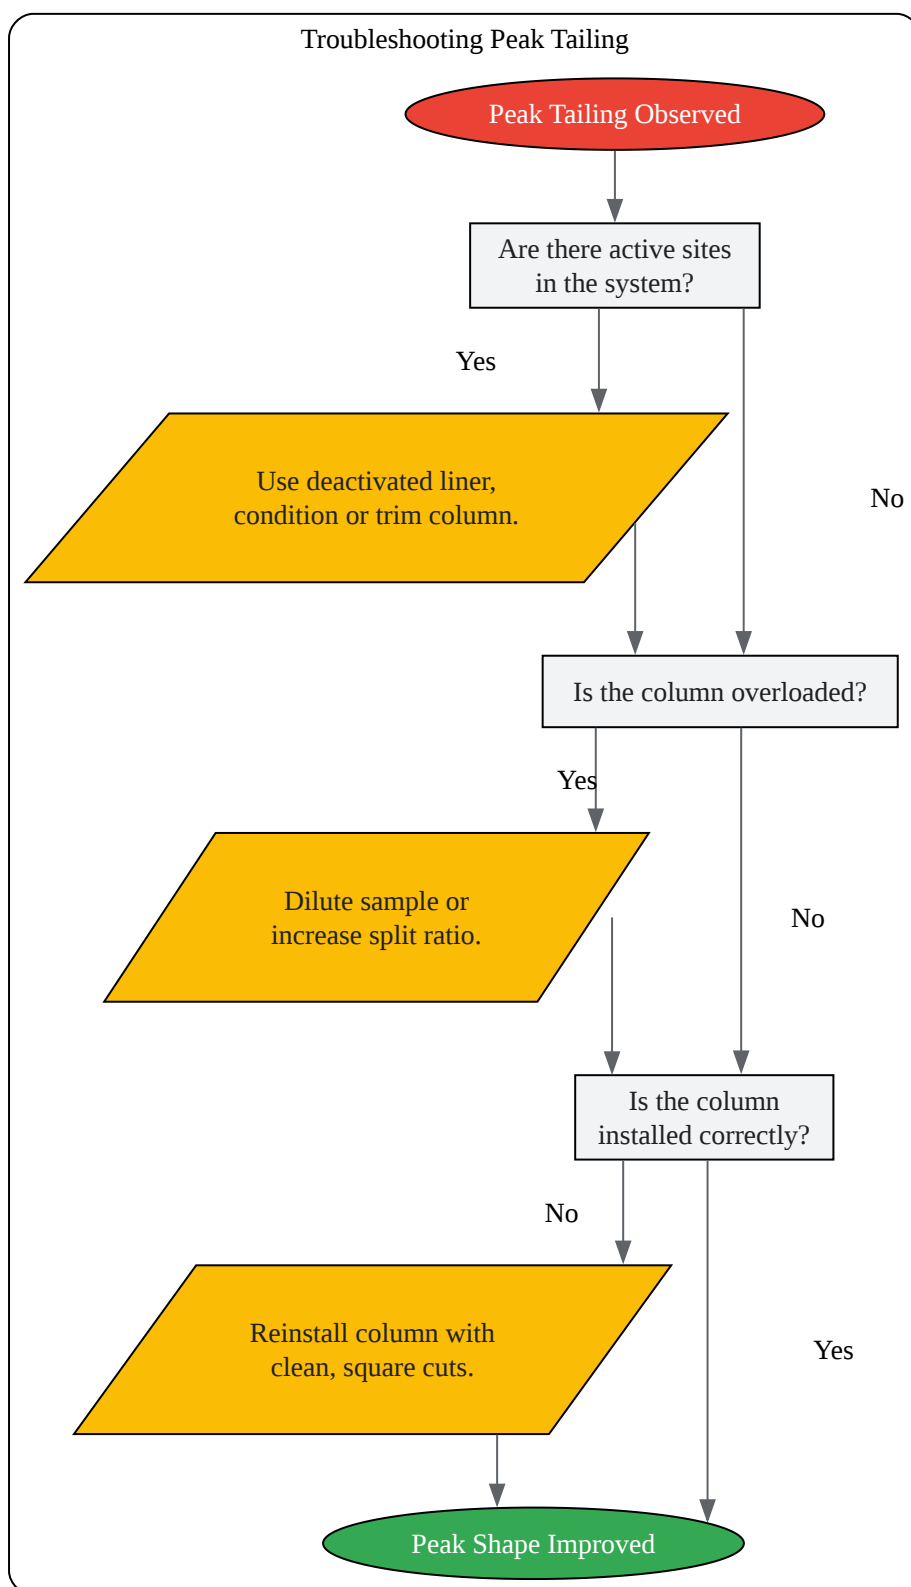 Troubleshooting Peak Tailing
Peak Tailing Observed
Are there active sites
in the system?
Yes
Use deactivated liner,
condition or trim column.
No
Is the column overloaded?
Yes
Dilute sample or
increase split ratio.
No
Is the column
installed correctly?
No
Reinstall column with
clean, square cuts.
Yes
Peak Shape Improved